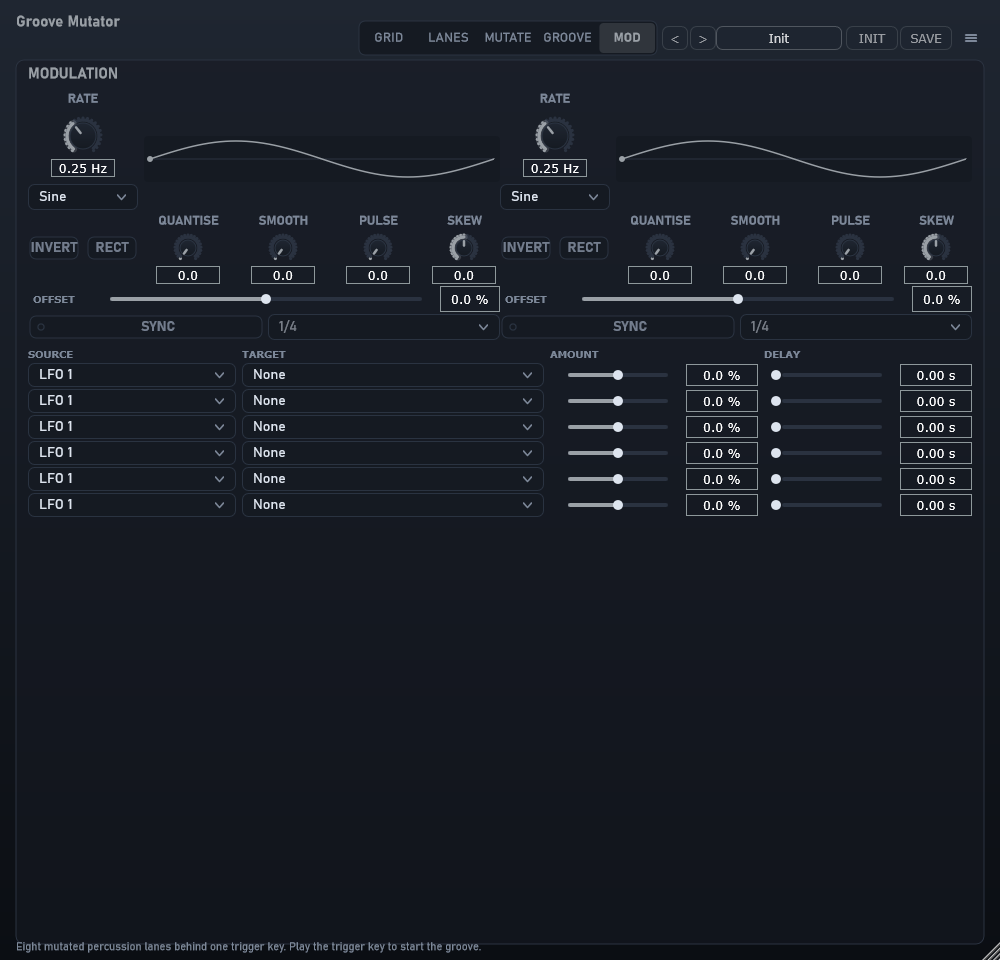 Groove Mutator
GRID LANES MUTATE GROOVE MOD < > Init INIT SAVE
MODULATION
RATE RATE
0.25 Hz 0.25 Hz
Sine Sine
QUANTISE SMOOTH PULSE SKEW QUANTISE SMOOTH PULSE SKEW
INVERT RECT INVERT RECT
0.0 0.0 0.0 0.0 0.0 0.0 0.0 0.0
OFFSET 0.0 % OFFSET 0.0 %
SYNC 1/4 SYNC 1/4
SOURCE TARGET AMOUNT DELAY
LFO 1 None 0.0 % 0.00 s
LFO 1 None 0.0 % 0.00 s
LFO 1 None 0.0 % 0.00 s
LFO 1 None 0.0 % 0.00 s
LFO 1 None 0.0 % 0.00 s
LFO 1 None 0.0 % 0.00 s
Eight mutated percussion lanes behind one trigger key. Play the trigger key to start the groove.